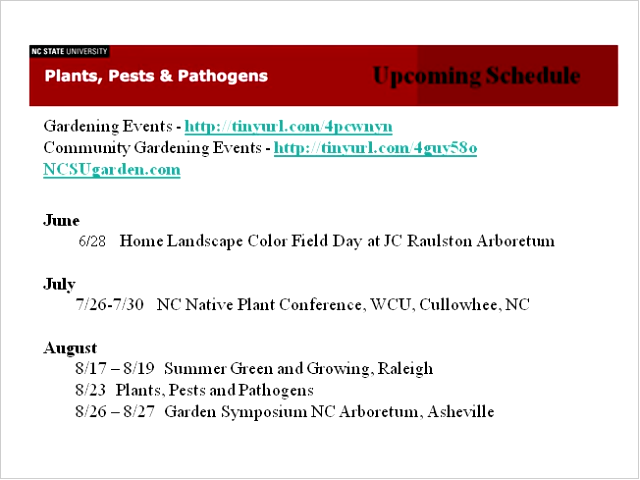 NC STATE UNIVERSITY
Plants, Pests & Pathogens
Upcoming Schedule
Gardening Events - http://tinyurl.com/4pcwnyn
Community Gardening Events - http://tinyurl.com/4guy58o
NCSUgarden.com
June
6/28 Home Landscape Color Field Day at JC Raulston Arboretum
July
7/26-7/30 NC Native Plant Conference, WCU, Cullowhee, NC
August
8/17 – 8/19 Summer Green and Growing, Raleigh
8/23 Plants, Pests and Pathogens
8/26 – 8/27 Garden Symposium NC Arboretum, Asheville